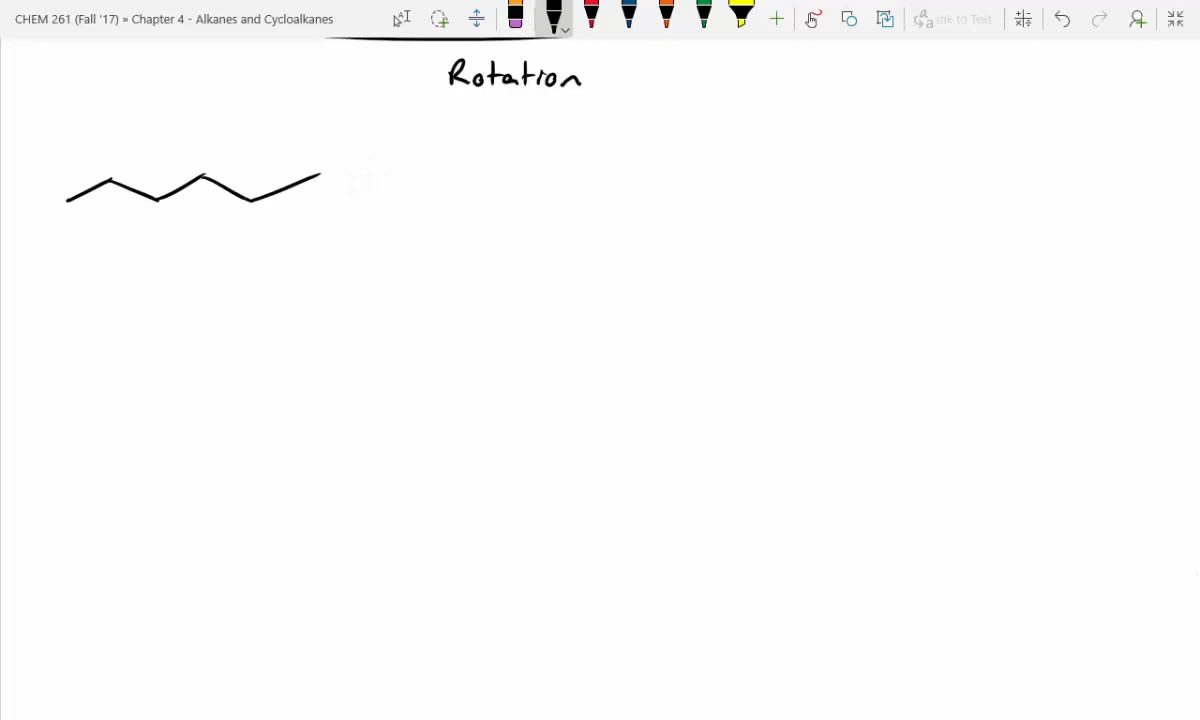 CHEM 261 (Fall '17) » Chapter 4 - Alkanes and Cycloalkanes
ink to Text
Rotation